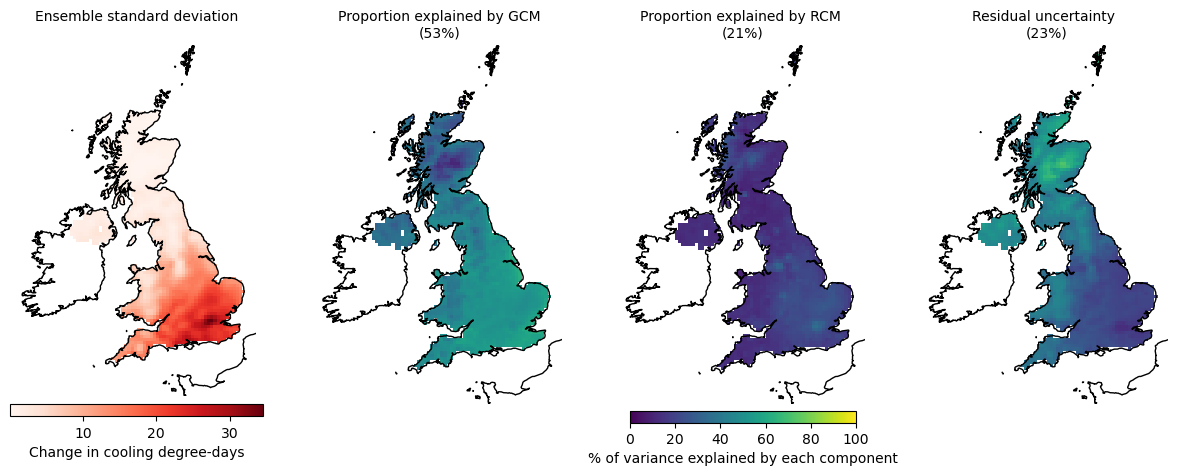 Ensemble standard deviation
Proportion explained by GCM
(53%)
Proportion explained by RCM
(21%)
Residual uncertainty
(23%)
10 20 30
Change in cooling degree-days
0 20 40 60 80 100
% of variance explained by each component